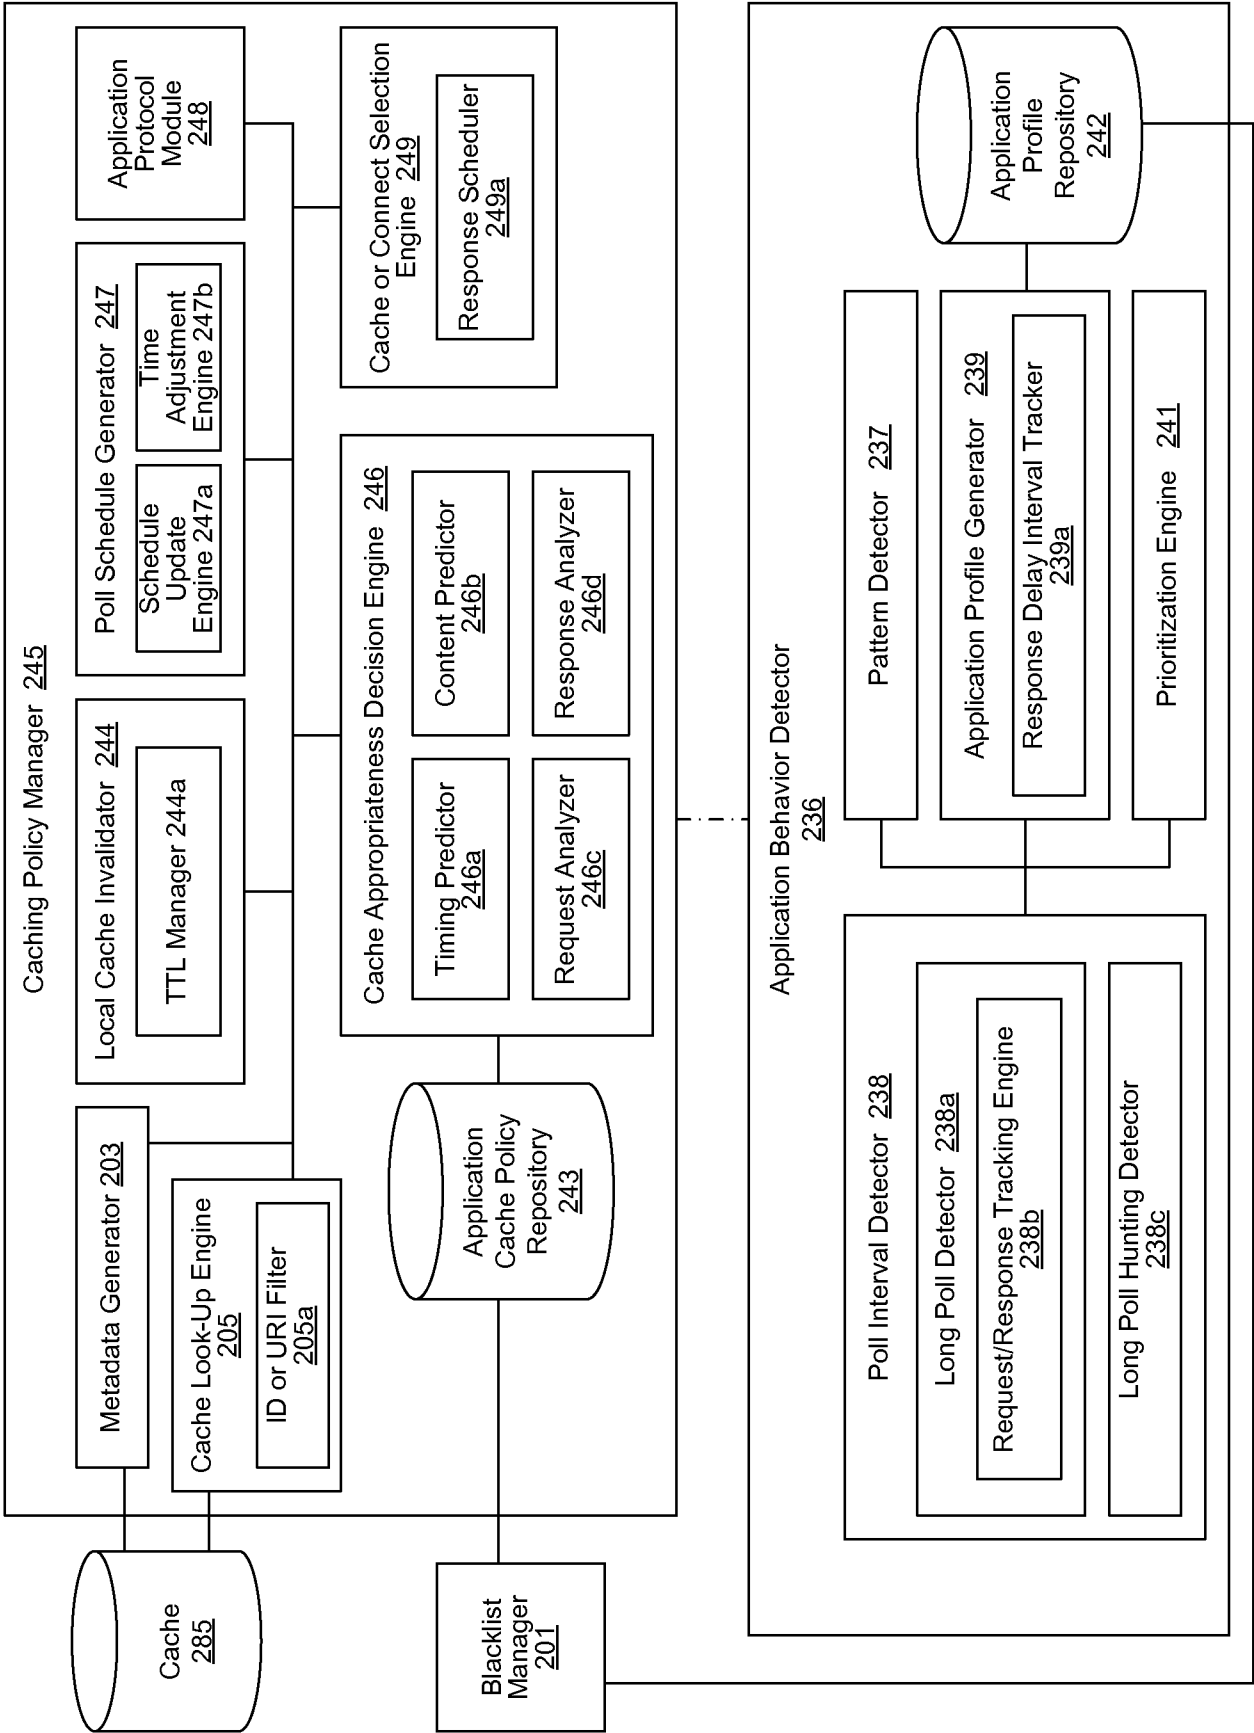 Caching Policy Manager 245
Cache
285
Metadata Generator 203
Cache Look-Up Engine
205
ID or URI Filter
205a
Local Cache Invalidator 244
TTL Manager 244a
Poll Schedule Generator 247
Schedule
Update
Engine 247a
Time
Adjustment
Engine 247b
Application
Protocol
Module
248
Blacklist
Manager
201
Application
Cache Policy
Repository
243
Cache Appropriateness Decision Engine 246
Timing Predictor
246a
Content Predictor
246b
Request Analyzer
246c
Response Analyzer
246d
Cache or Connect Selection
Engine 249
Response Scheduler
249a
Application Behavior Detector
236
Poll Interval Detector 238
Long Poll Detector 238a
Request/Response Tracking Engine
238b
Long Poll Hunting Detector
238c
Pattern Detector 237
Application Profile Generator 239
Response Delay Interval Tracker
239a
Prioritization Engine 241
Application
Profile
Repository
242